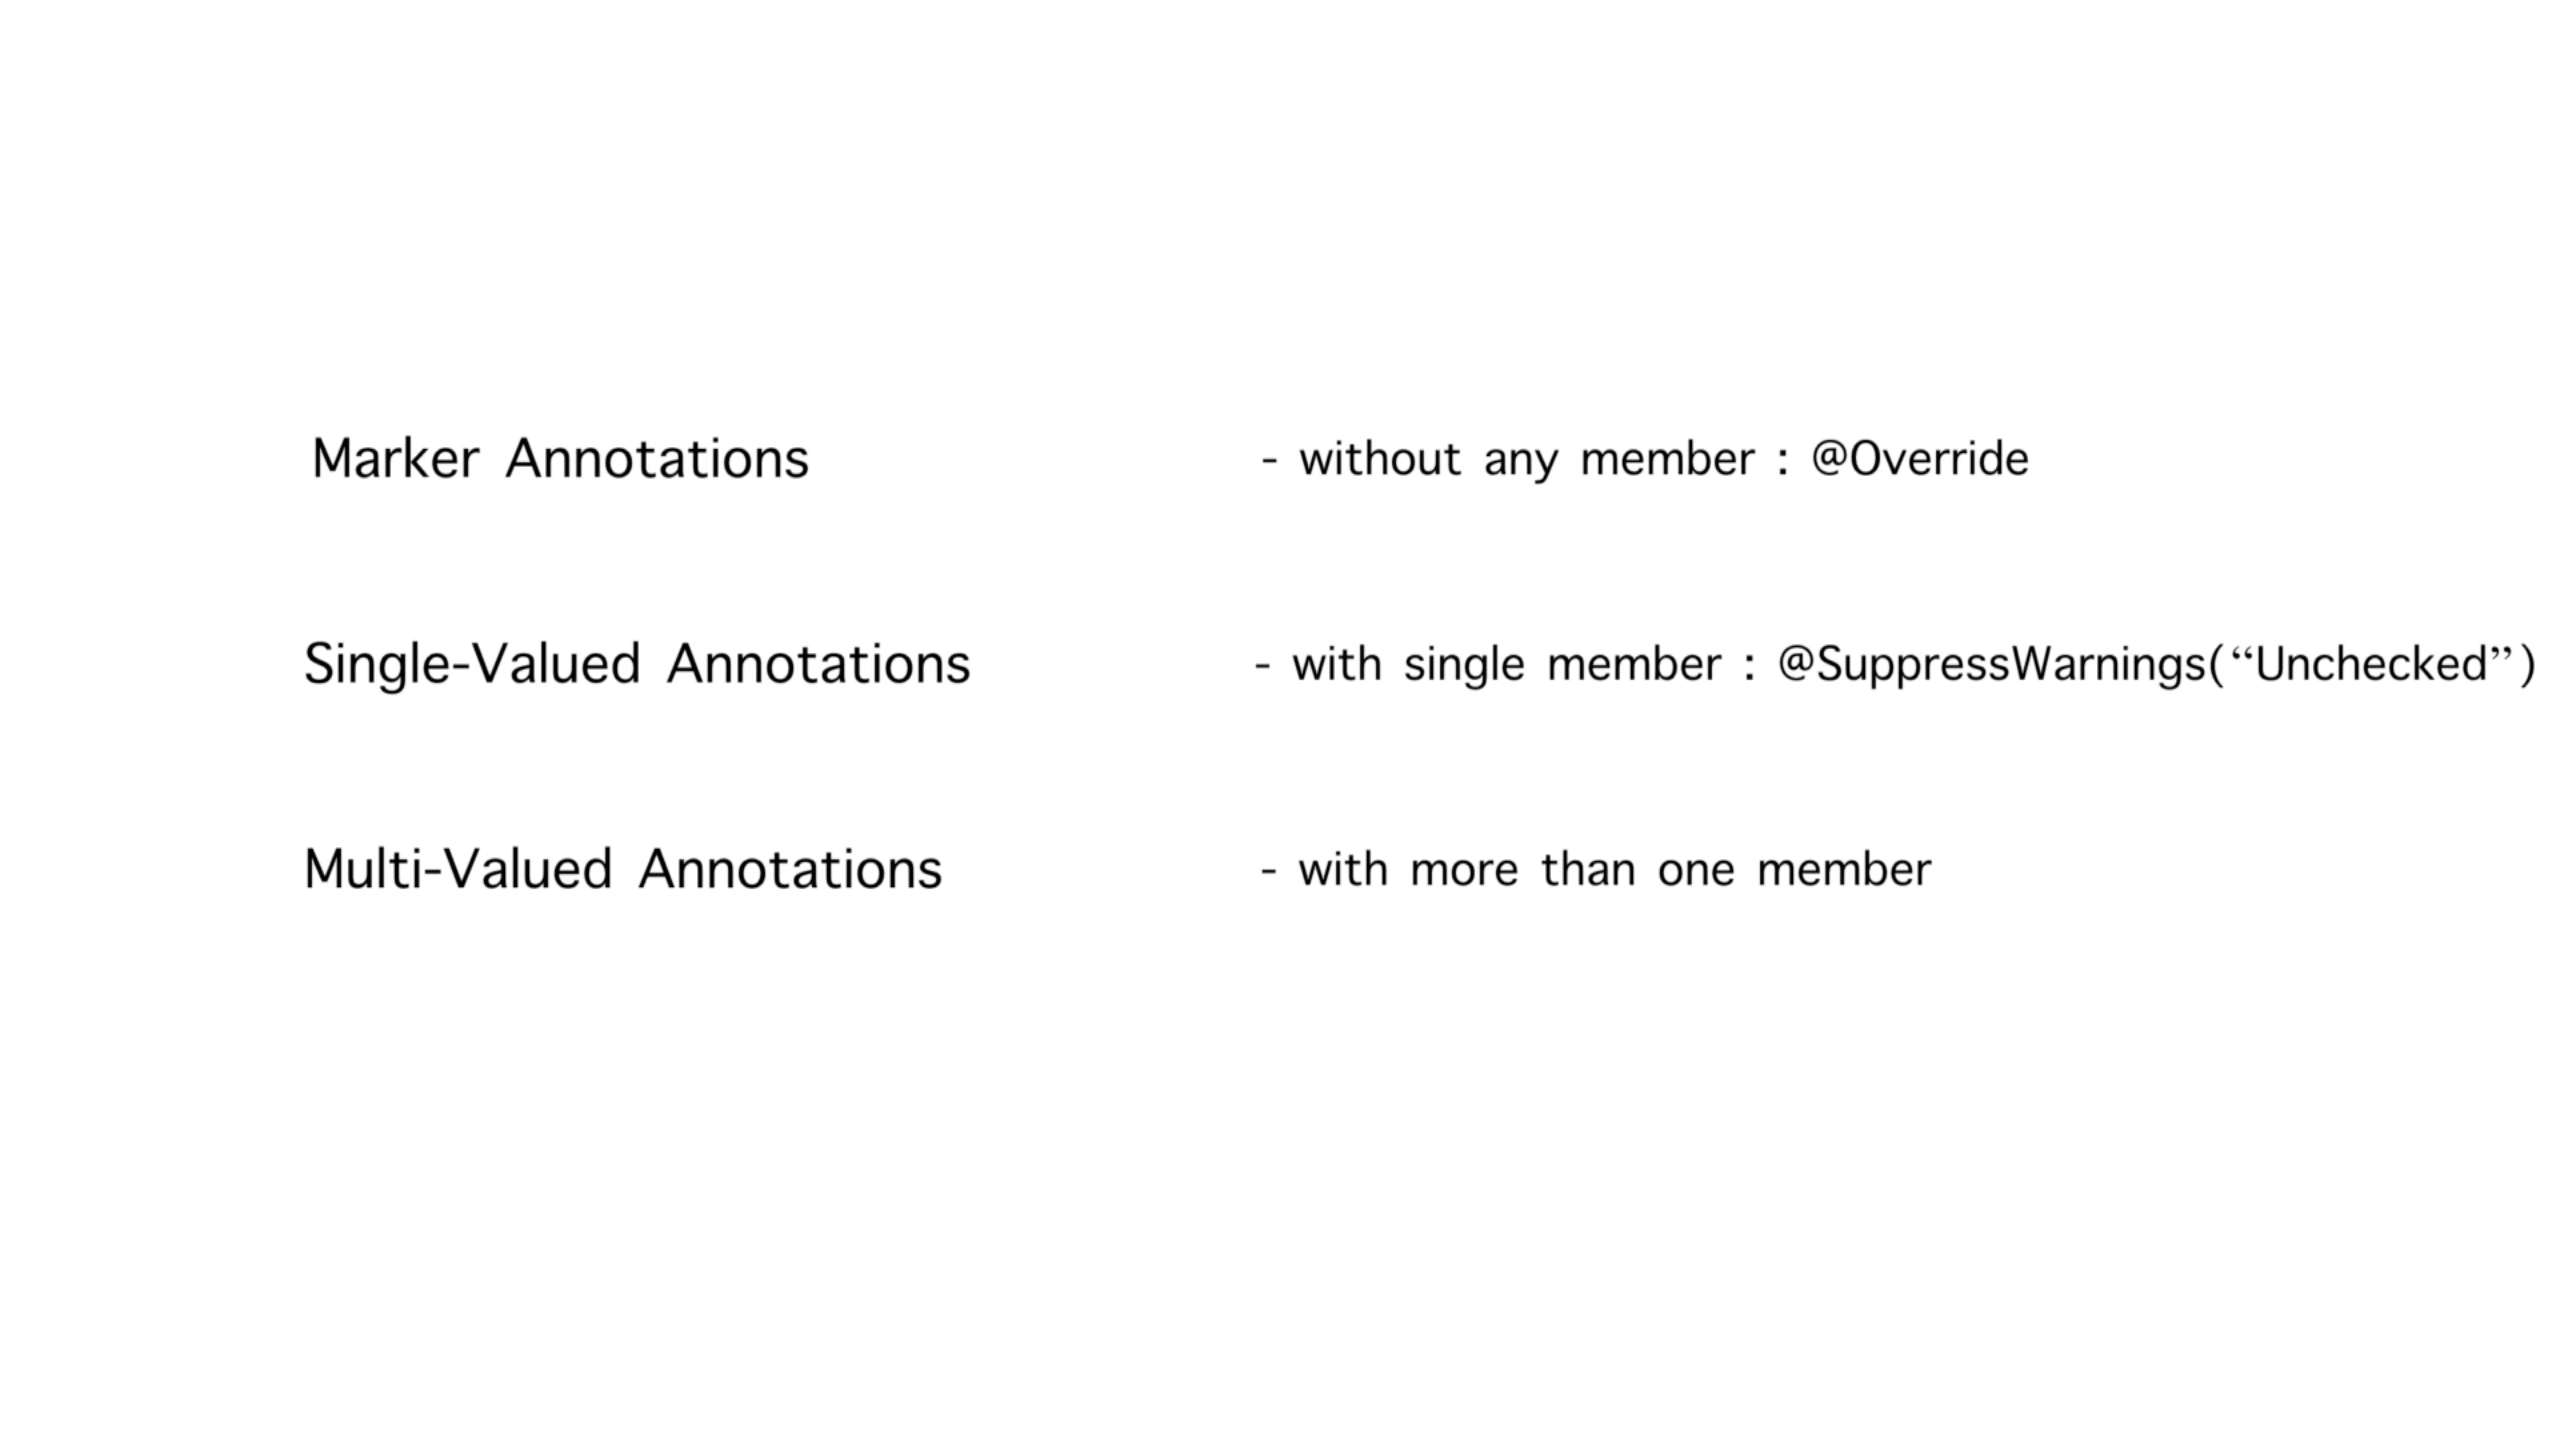 Marker Annotations - without any member : @Override
Single-Valued Annotations - with single member : @SuppressWarnings(“Unchecked”)
Multi-Valued Annotations - with more than one member